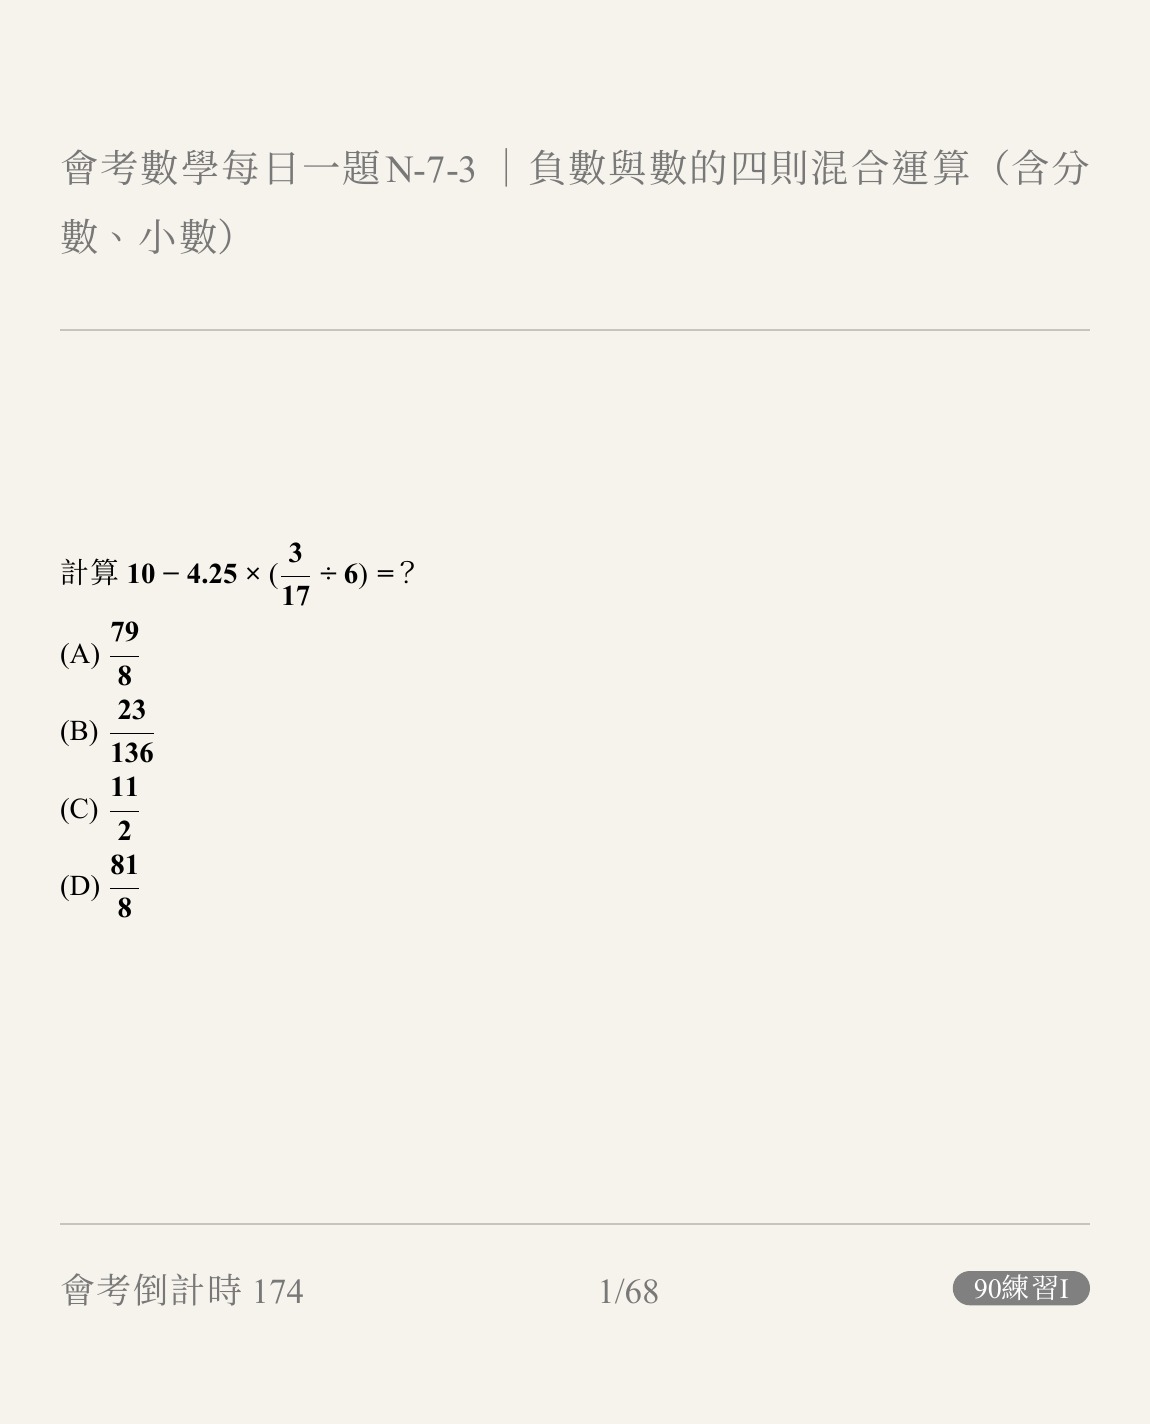 會考數學每日一題N-7-3 ｜負數與數的四則混合運算（含分
數、小數）
計算 10 − 4.25 × (3/17 ÷ 6) =？
(A) 79/8
(B) 23/136
(C) 11/2
(D) 81/8
會考倒計時 174
1/68
90練習I